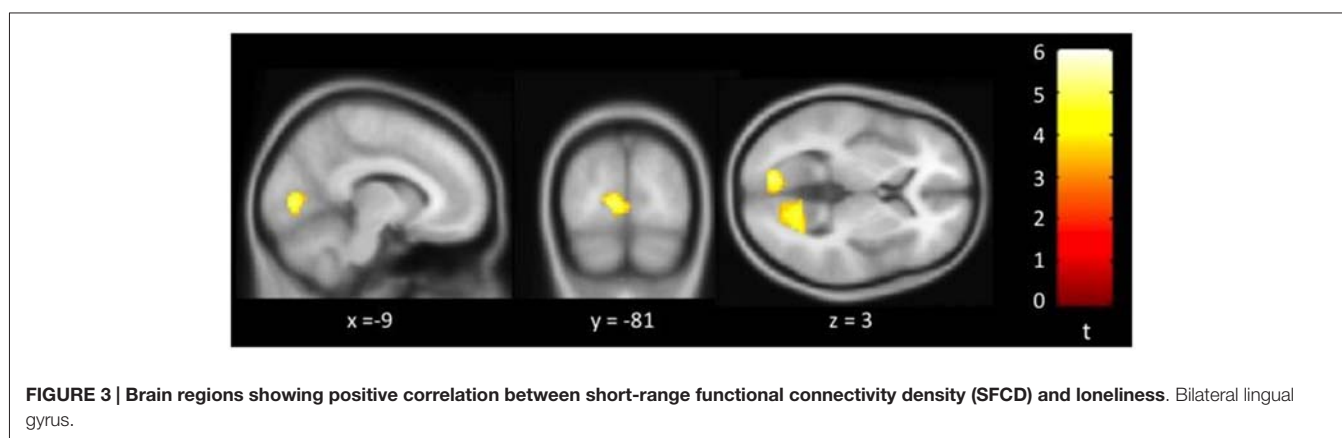 6
5
4
3
2
1
0
t
x =-9
y = -81
z = 3
FIGURE 3 | Brain regions showing positive correlation between short-range functional connectivity density (SFCD) and loneliness. Bilateral lingual
gyrus.